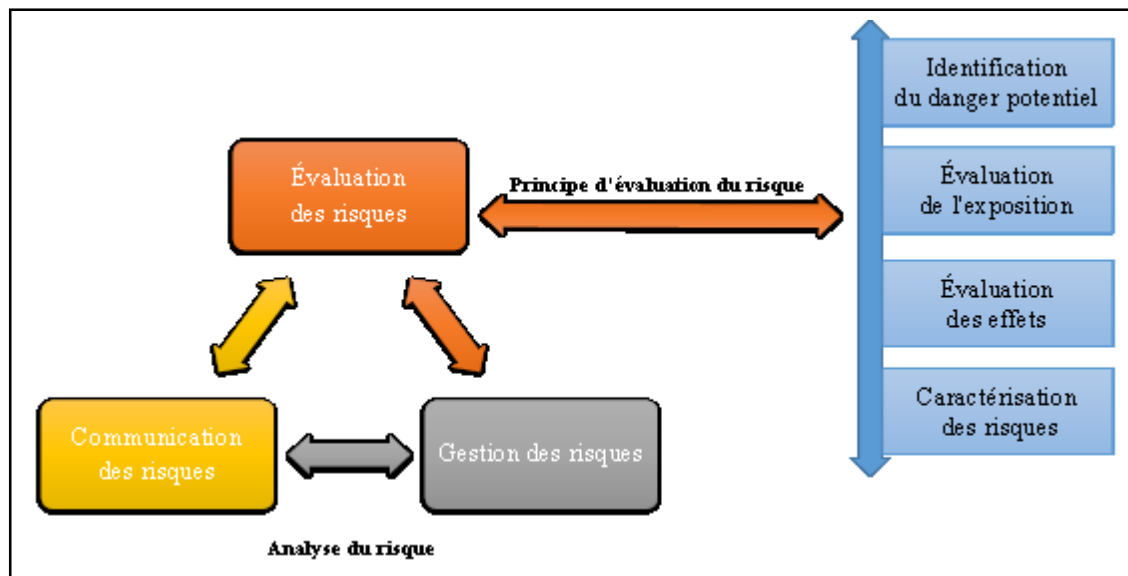 Évaluation
des risques
Principe d'évaluation du risque
Identification
du danger potentiel
Évaluation
de l'exposition
Évaluation
des effets
Caractérisation
des risques
Communication
des risques
Gestion des risques
Analyse du risque